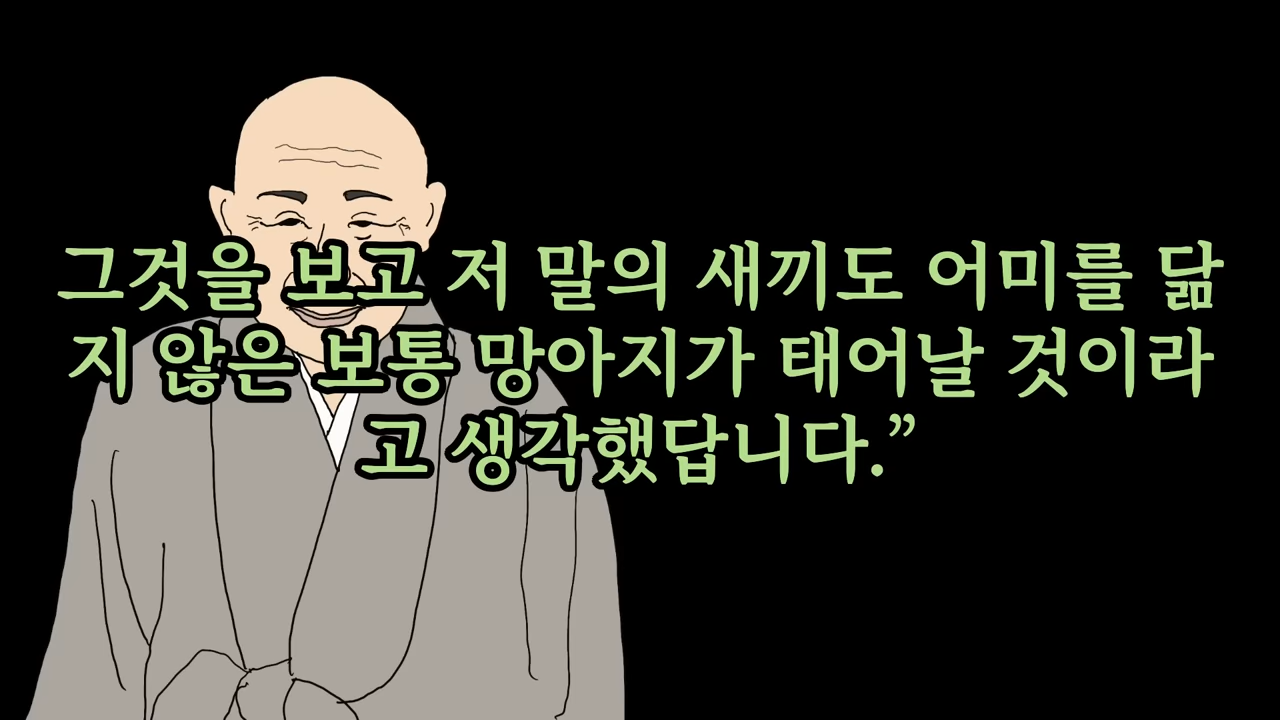 그것을 보고 저 말의 새끼도 어미를 닮
지 않은 보통 망아지가 태어날 것이라
고 생각했답니다.”